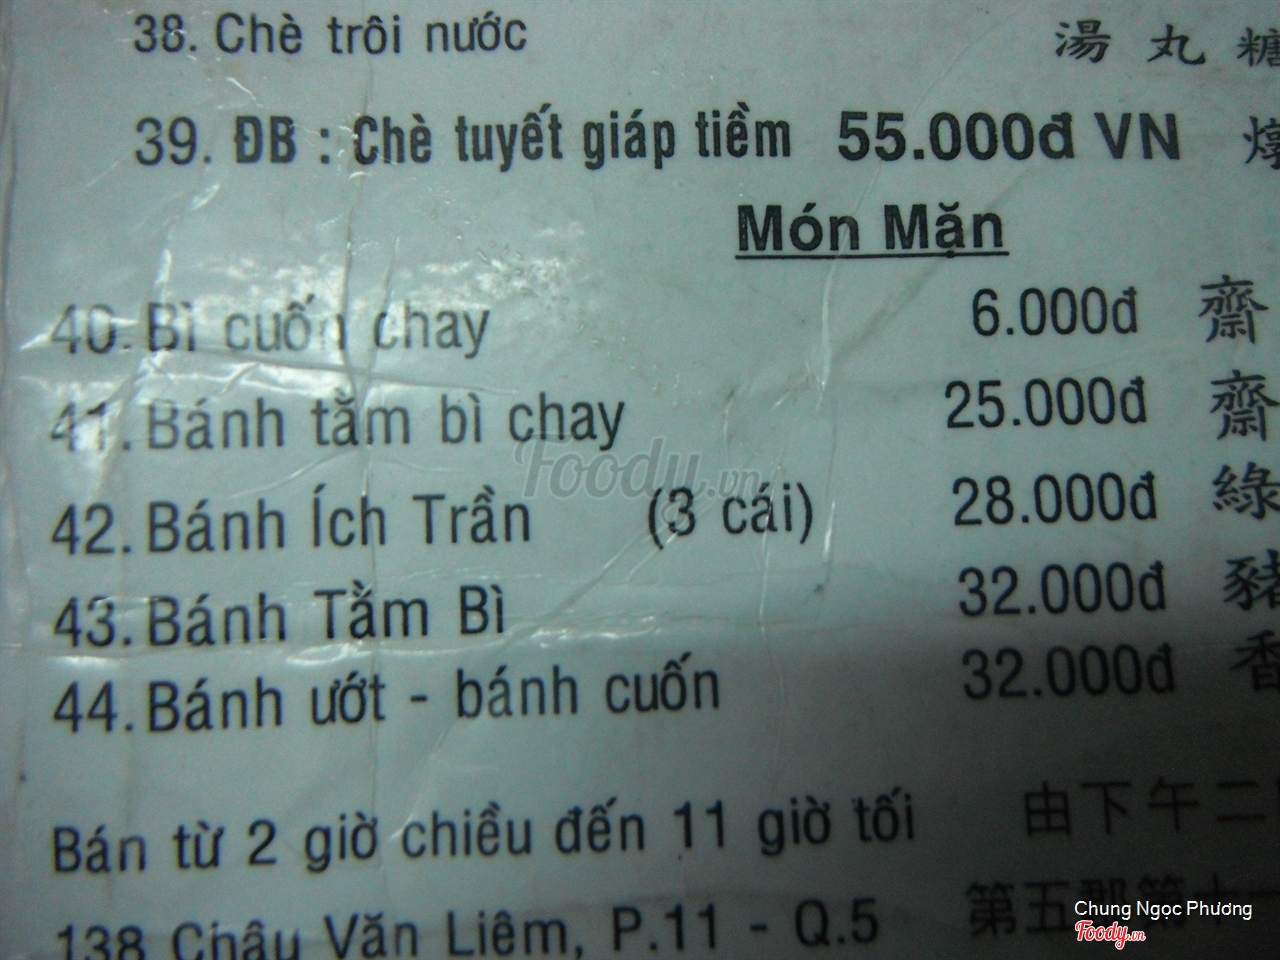 38. Chè trôi nước 湯丸糖
39. ĐB : Chè tuyết giáp tiềm 55.000đ VN
Món Mặn
40. Bì cuốn chay 6.000đ 齋
41. Bánh tằm bì chay 25.000đ 齋
Foody.vn
42. Bánh Ích Trần (3 cái) 28.000đ 綠
43. Bánh Tằm Bì 32.000đ 豬
44. Bánh ướt - bánh cuốn 32.000đ 香
Bán từ 2 giờ chiều đến 11 giờ tối 由下午二
138 Châu Văn Liêm, P.11 - Q.5 第五郡第十一
Chung Ngọc Phương
Foody.vn